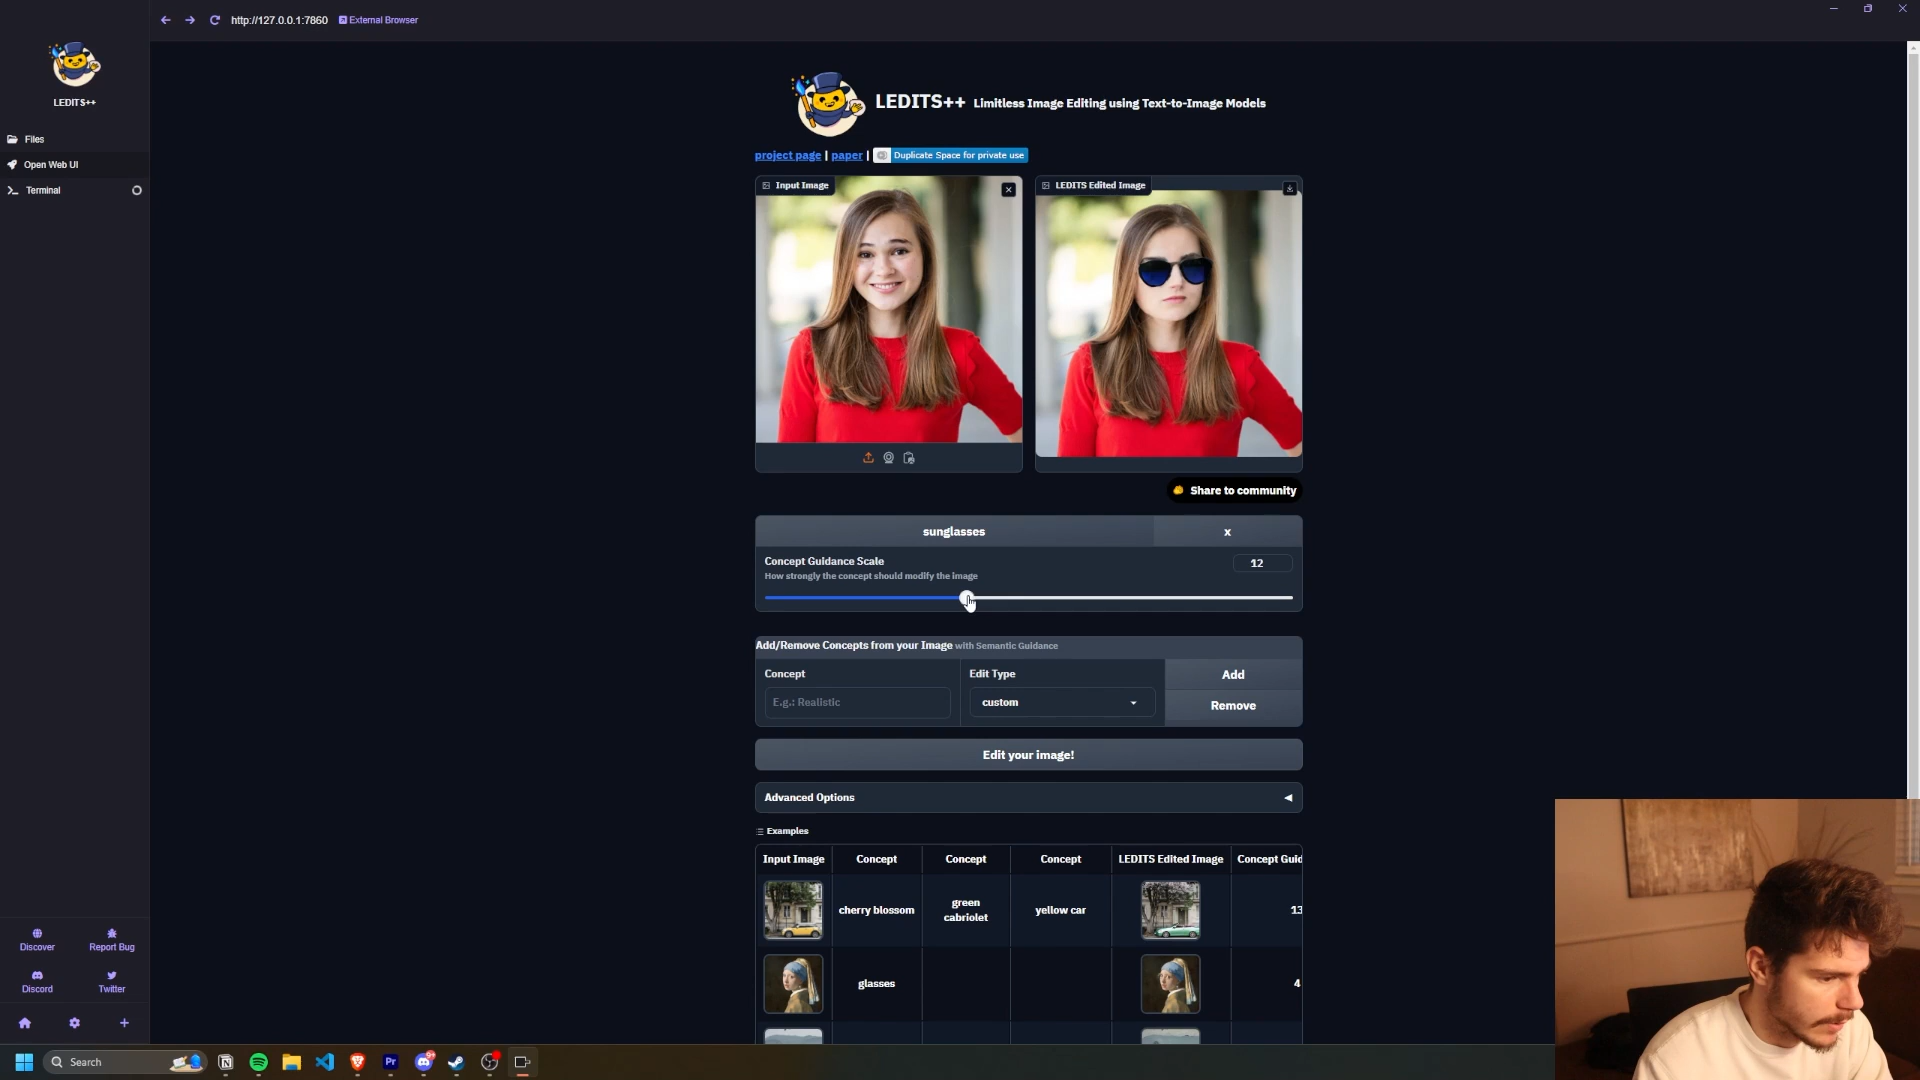 http://127.0.0.1:7860 External Browser
LEDITS++
Files
Open Web UI
Terminal
LEDITS++ Limitless Image Editing using Text-to-Image Models
project page | paper | Duplicate Space for private use
Input Image
LEDITS Edited Image
Share to community
sunglasses x
Concept Guidance Scale 12
How strongly the concept should modify the image
Add/Remove Concepts from your Image with Semantic Guidance
Concept Edit Type Add
E.g.: Realistic custom Remove
Edit your image!
Advanced Options
Examples
Input Image Concept Concept Concept LEDITS Edited Image Concept Guid
cherry blossom green cabriolet yellow car 13
glasses 4
Discover Report Bug
Discord Twitter
Search
Pr